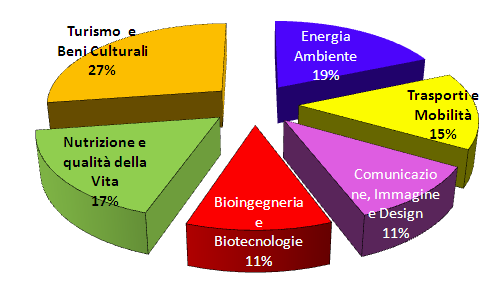 Turismo e
Beni Culturali
27%
Energia
Ambiente
19%
Trasporti e
Mobilità
15%
Nutrizione e
qualità della
Vita
17%
Bioingegneria
e
Biotecnologie
11%
Comunicazio
ne, Immagine
e Design
11%